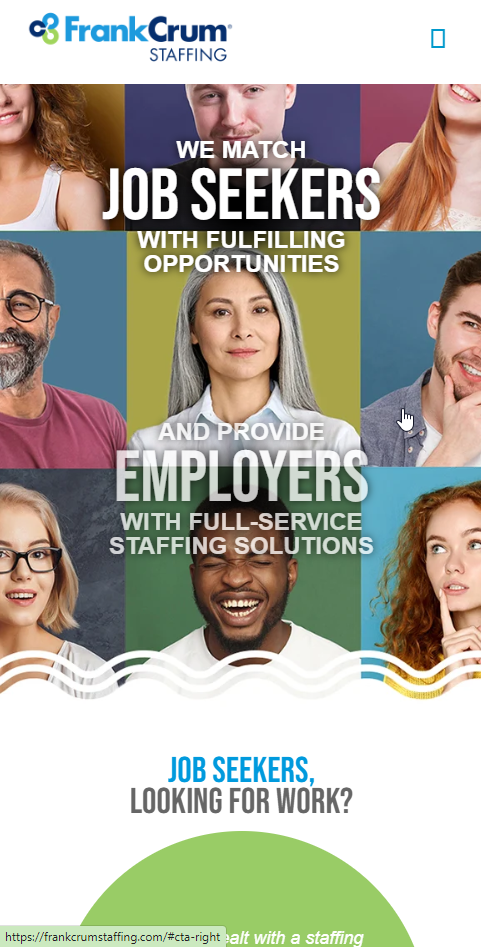 FrankCrum®
STAFFING
WE MATCH
JOB SEEKERS
WITH FULFILLING
OPPORTUNITIES
AND PROVIDE
EMPLOYERS
WITH FULL-SERVICE
STAFFING SOLUTIONS
JOB SEEKERS,
LOOKING FOR WORK?
ealt with a staffing
https://frankcrumstaffing.com/#cta-right